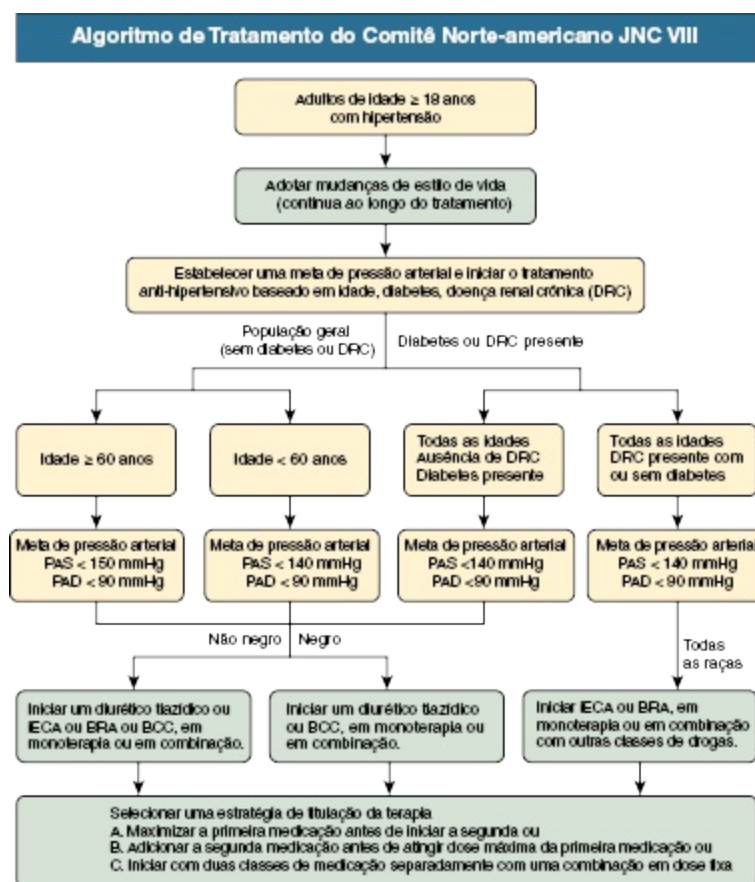 Algoritmo de Tratamento do Comitê Norte-americano JNC VIII
Adultos de idade ≥ 18 anos
com hipertensão
Adotar mudanças de estilo de vida
(continua ao longo do tratamento)
Estabelecer uma meta de pressão arterial e iniciar o tratamento
anti-hipertensivo baseado em idade, diabetes, doença renal crônica (DRC)
População geral
(sem diabetes ou DRC)
Diabetes ou DRC presente
Idade ≥ 60 anos
Idade < 60 anos
Todas as idades
Ausência de DRC
Diabetes presente
Todas as idades
DRC presente com
ou sem diabetes
Meta de pressão arterial
PAS < 150 mmHg
PAD < 90 mmHg
Meta de pressão arterial
PAS < 140 mmHg
PAD < 90 mmHg
Meta de pressão arterial
PAS <140 mmHg
PAD <90 mmHg
Meta de pressão arterial
PAS < 140 mmHg
PAD < 90 mmHg
Não negro
Negro
Todas
as raças
Iniciar um diurético tiazídico ou
IECA ou BRA ou BCC, em
monoterapia ou em combinação.
Iniciar um diurético tiazídico
ou BCC, em monoterapia ou
em combinação.
Iniciar IECA ou BRA, em
monoterapia ou em combinação
com outras classes de drogas.
Selecionar uma estratégia de titulação da terapia
A. Maximizar a primeira medicação antes de iniciar a segunda ou
B. Adicionar a segunda medicação antes de atingir dose máxima da primeira medicação ou
C. Iniciar com duas classes de medicação separadamente com uma combinação em dose fixa